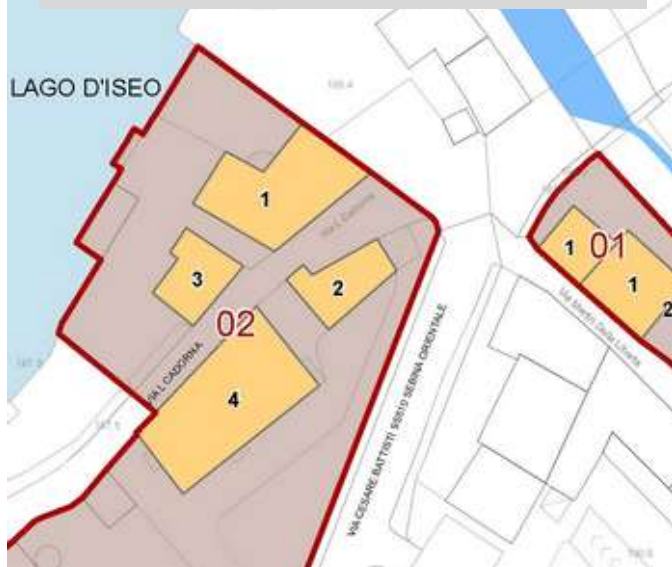 LAGO D'ISEO
1
3
2
4
02
VIA L CADORNA
VIA CESARE BATTISTI SS510 SEBINA ORIENTALE
1
01
1
2
Via Martiri Della Libertà